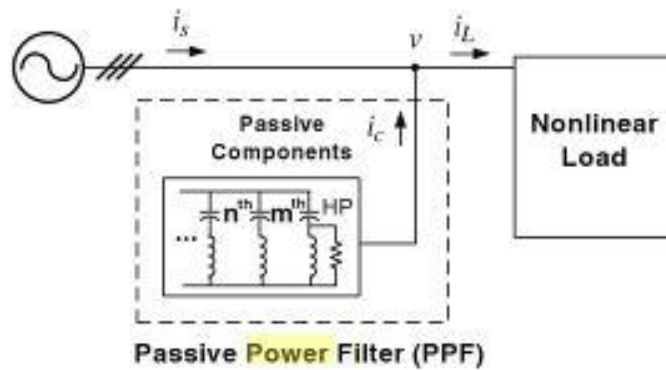 i_s
v
i_L
Passive
Components
i_c
Nonlinear
Load
n^th
m^th
HP
...
Passive Power Filter (PPF)